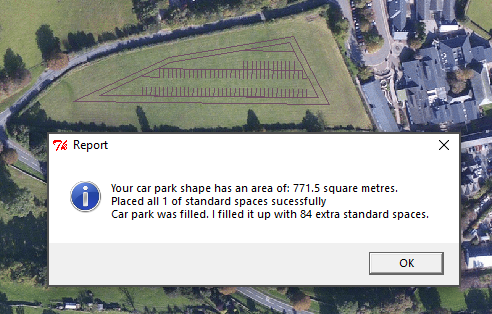 Report
Your car park shape has an area of: 771.5 square metres.
Placed all 1 of standard spaces sucessfully
Car park was filled. I filled it up with 84 extra standard spaces.
OK